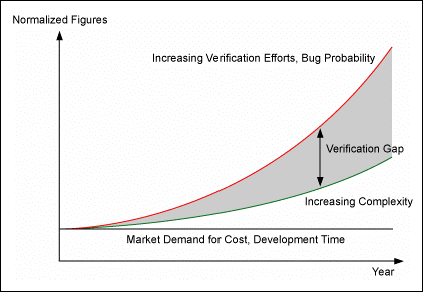 Normalized Figures
Increasing Verification Efforts, Bug Probability
Verification Gap
Increasing Complexity
Market Demand for Cost, Development Time
Year